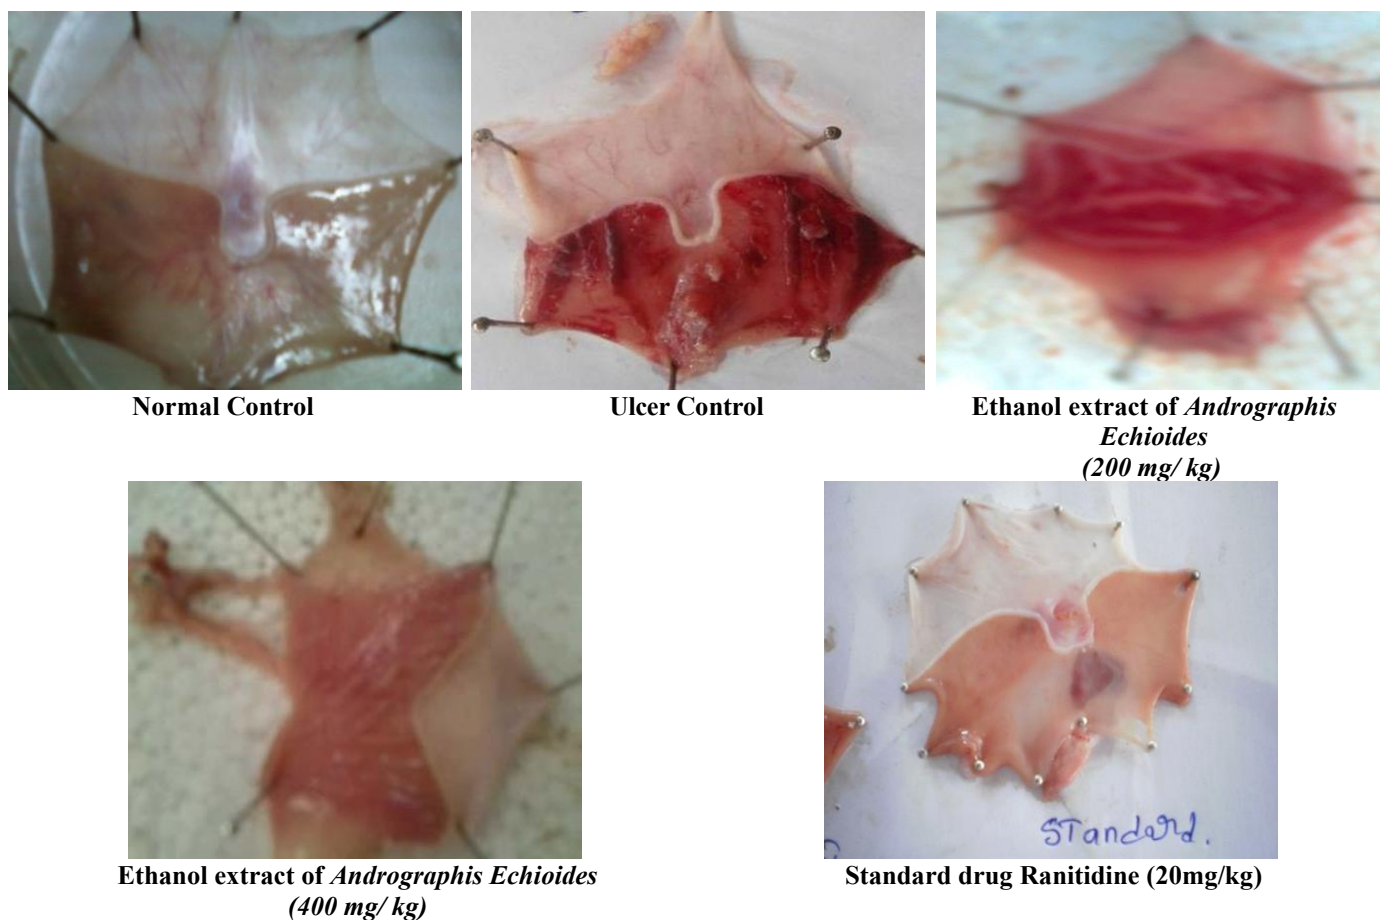 Normal Control
Ulcer Control
Ethanol extract of Andrographis
Echioides
(200 mg/ kg)
STandard.
Ethanol extract of Andrographis Echioides
(400 mg/ kg)
Standard drug Ranitidine (20mg/kg)